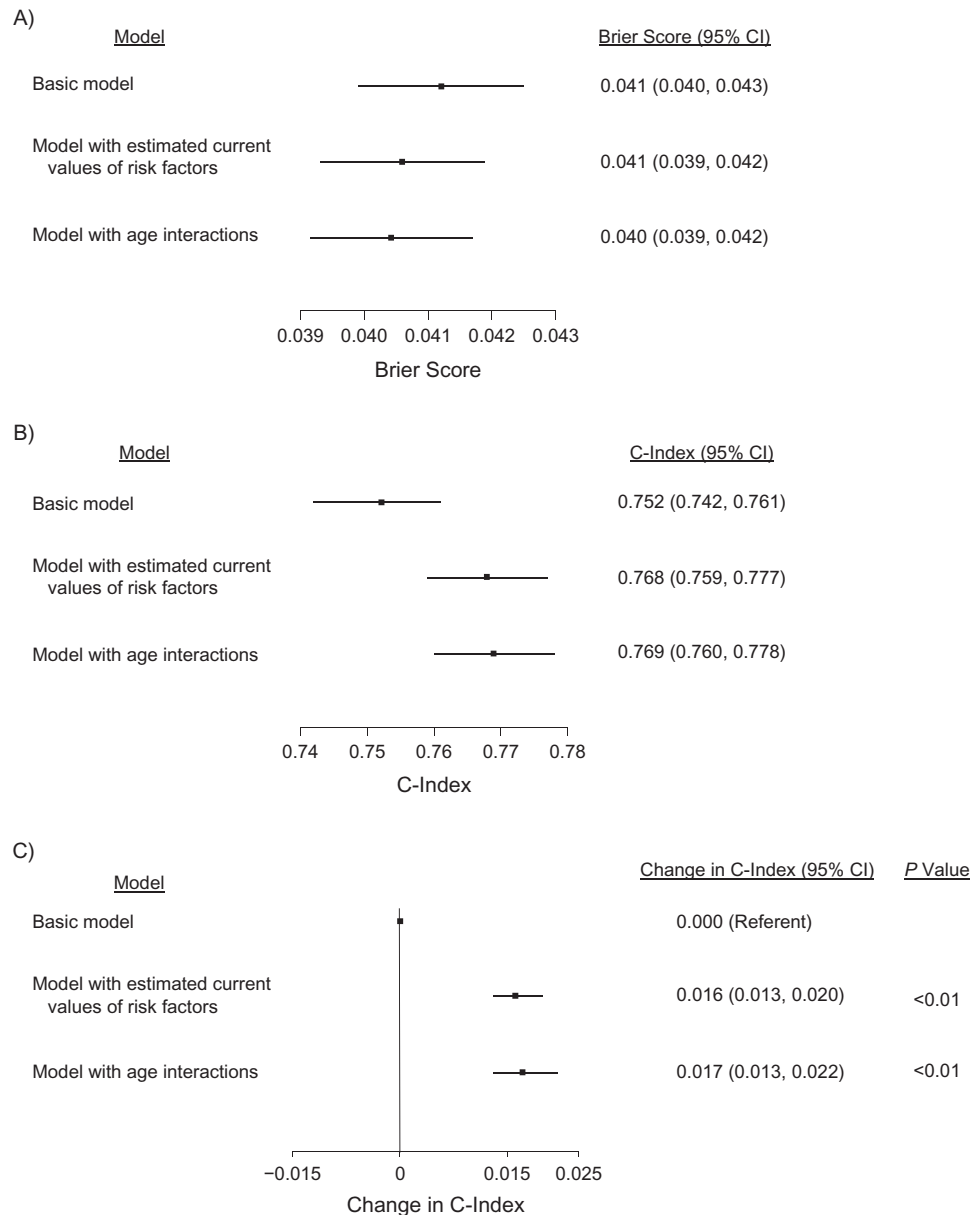 A)
Model Brier Score (95% CI)
Basic model 0.041 (0.040, 0.043)
Model with estimated current
values of risk factors 0.041 (0.039, 0.042)
Model with age interactions 0.040 (0.039, 0.042)
0.039 0.040 0.041 0.042 0.043
Brier Score
B)
Model C-Index (95% CI)
Basic model 0.752 (0.742, 0.761)
Model with estimated current
values of risk factors 0.768 (0.759, 0.777)
Model with age interactions 0.769 (0.760, 0.778)
0.74 0.75 0.76 0.77 0.78
C-Index
C)
Model Change in C-Index (95% CI) P Value
Basic model 0.000 (Referent)
Model with estimated current
values of risk factors 0.016 (0.013, 0.020) <0.01
Model with age interactions 0.017 (0.013, 0.022) <0.01
−0.015 0 0.015 0.025
Change in C-Index